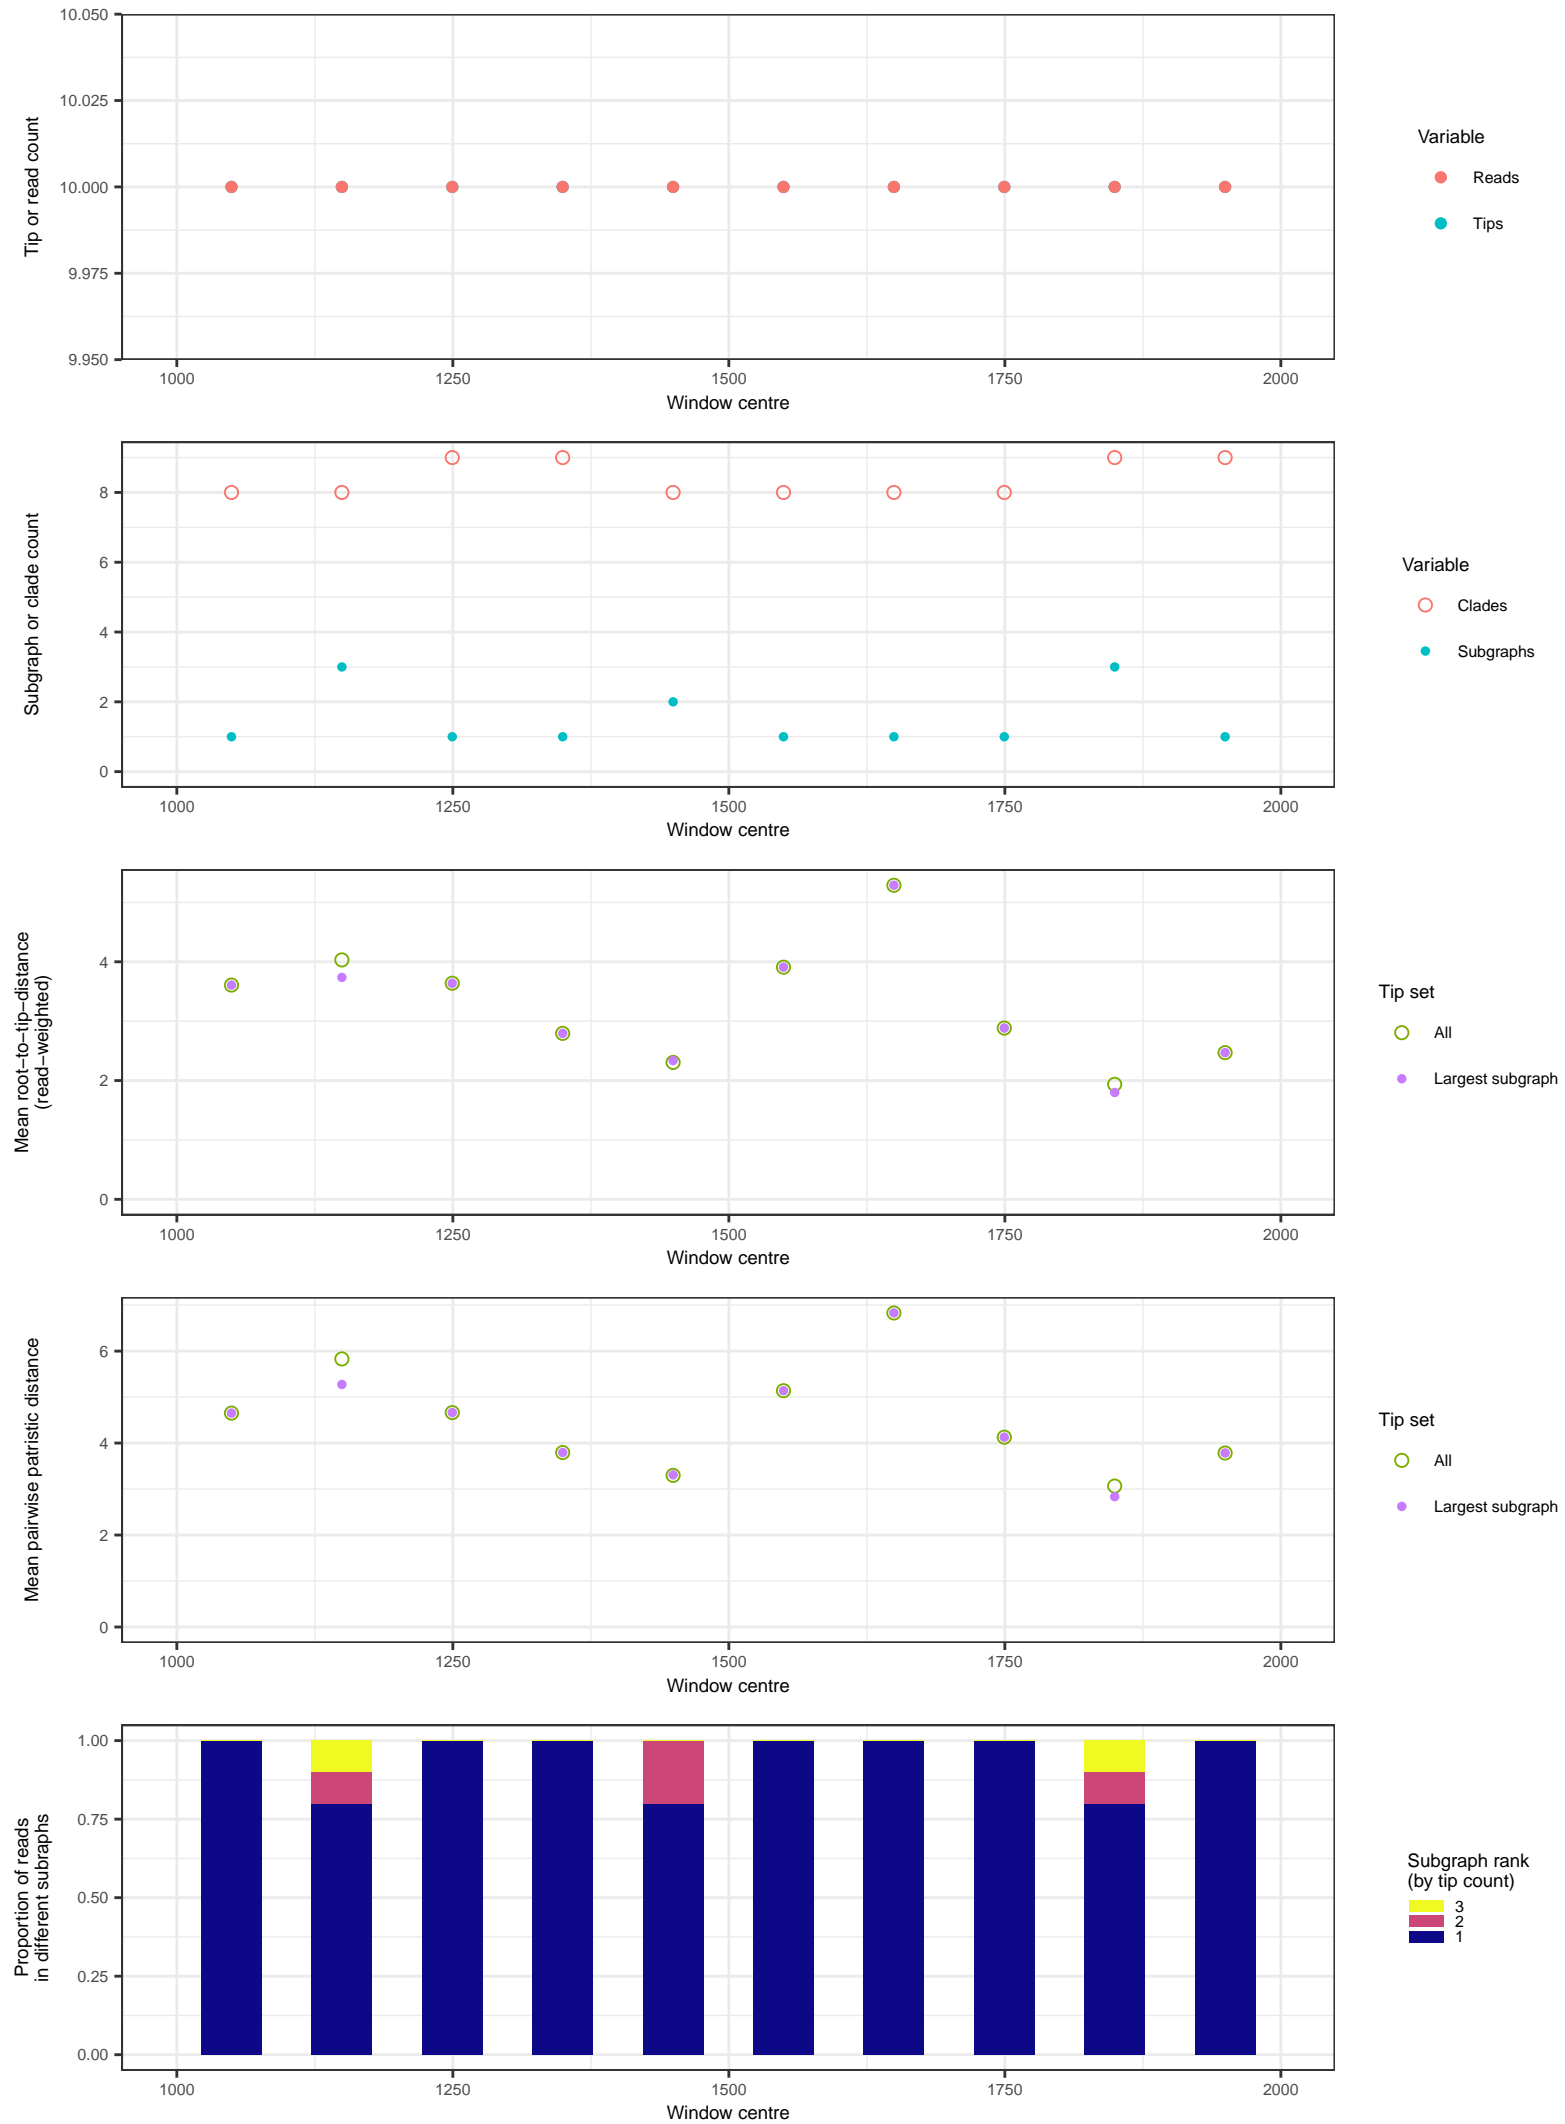 10.050
10.025
10.000
9.975
9.950
Tip or read count
1000 1250 1500 1750 2000
Window centre
Variable
Reads
Tips
8
6
4
2
0
Subgraph or clade count
1000 1250 1500 1750 2000
Window centre
Variable
Clades
Subgraphs
4
2
0
Mean root−to−tip−distance
(read−weighted)
1000 1250 1500 1750 2000
Window centre
Tip set
All
Largest subgraph
6
4
2
0
Mean pairwise patristic distance
1000 1250 1500 1750 2000
Window centre
Tip set
All
Largest subgraph
1.00
0.75
0.50
0.25
0.00
Proportion of reads
in different subraphs
1000 1250 1500 1750 2000
Window centre
Subgraph rank
(by tip count)
3
2
1